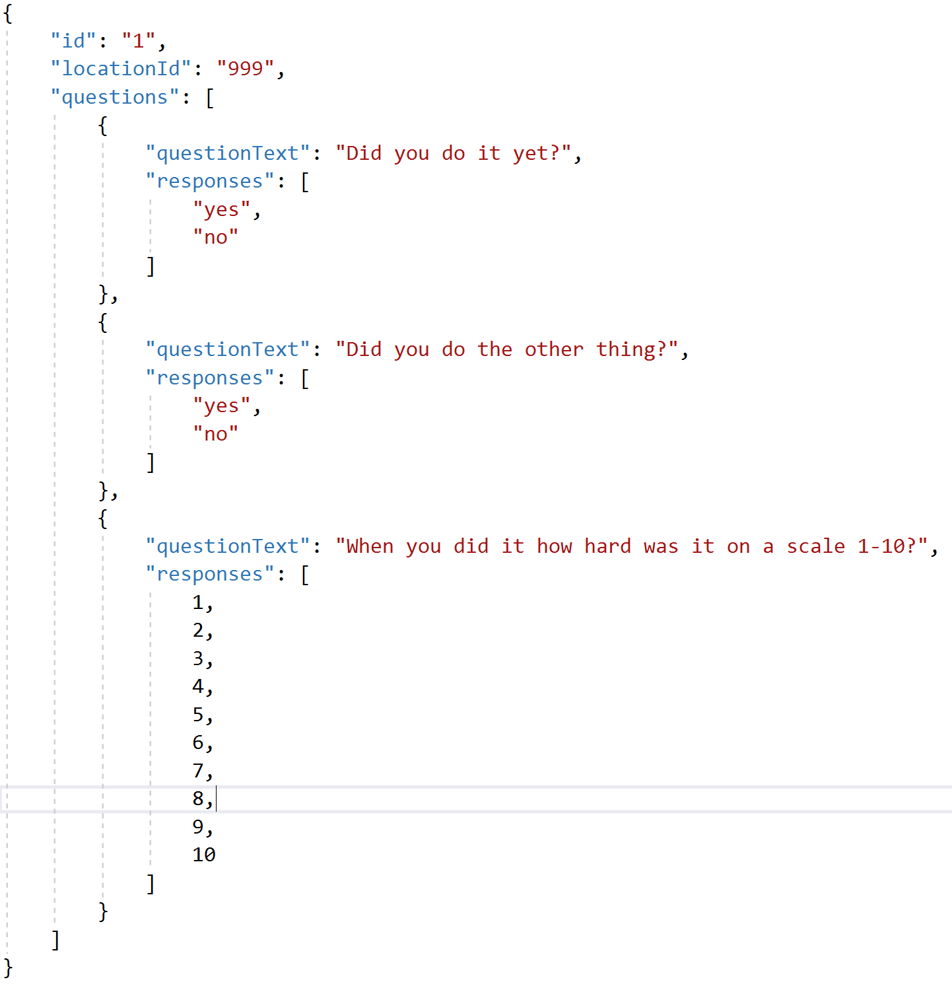 {
    "id": "1",
    "locationId": "999",
    "questions": [
        {
            "questionText": "Did you do it yet?",
            "responses": [
                "yes",
                "no"
            ]
        },
        {
            "questionText": "Did you do the other thing?",
            "responses": [
                "yes",
                "no"
            ]
        },
        {
            "questionText": "When you did it how hard was it on a scale 1-10?",
            "responses": [
                1,
                2,
                3,
                4,
                5,
                6,
                7,
                8,
                9,
                10
            ]
        }
    ]
}